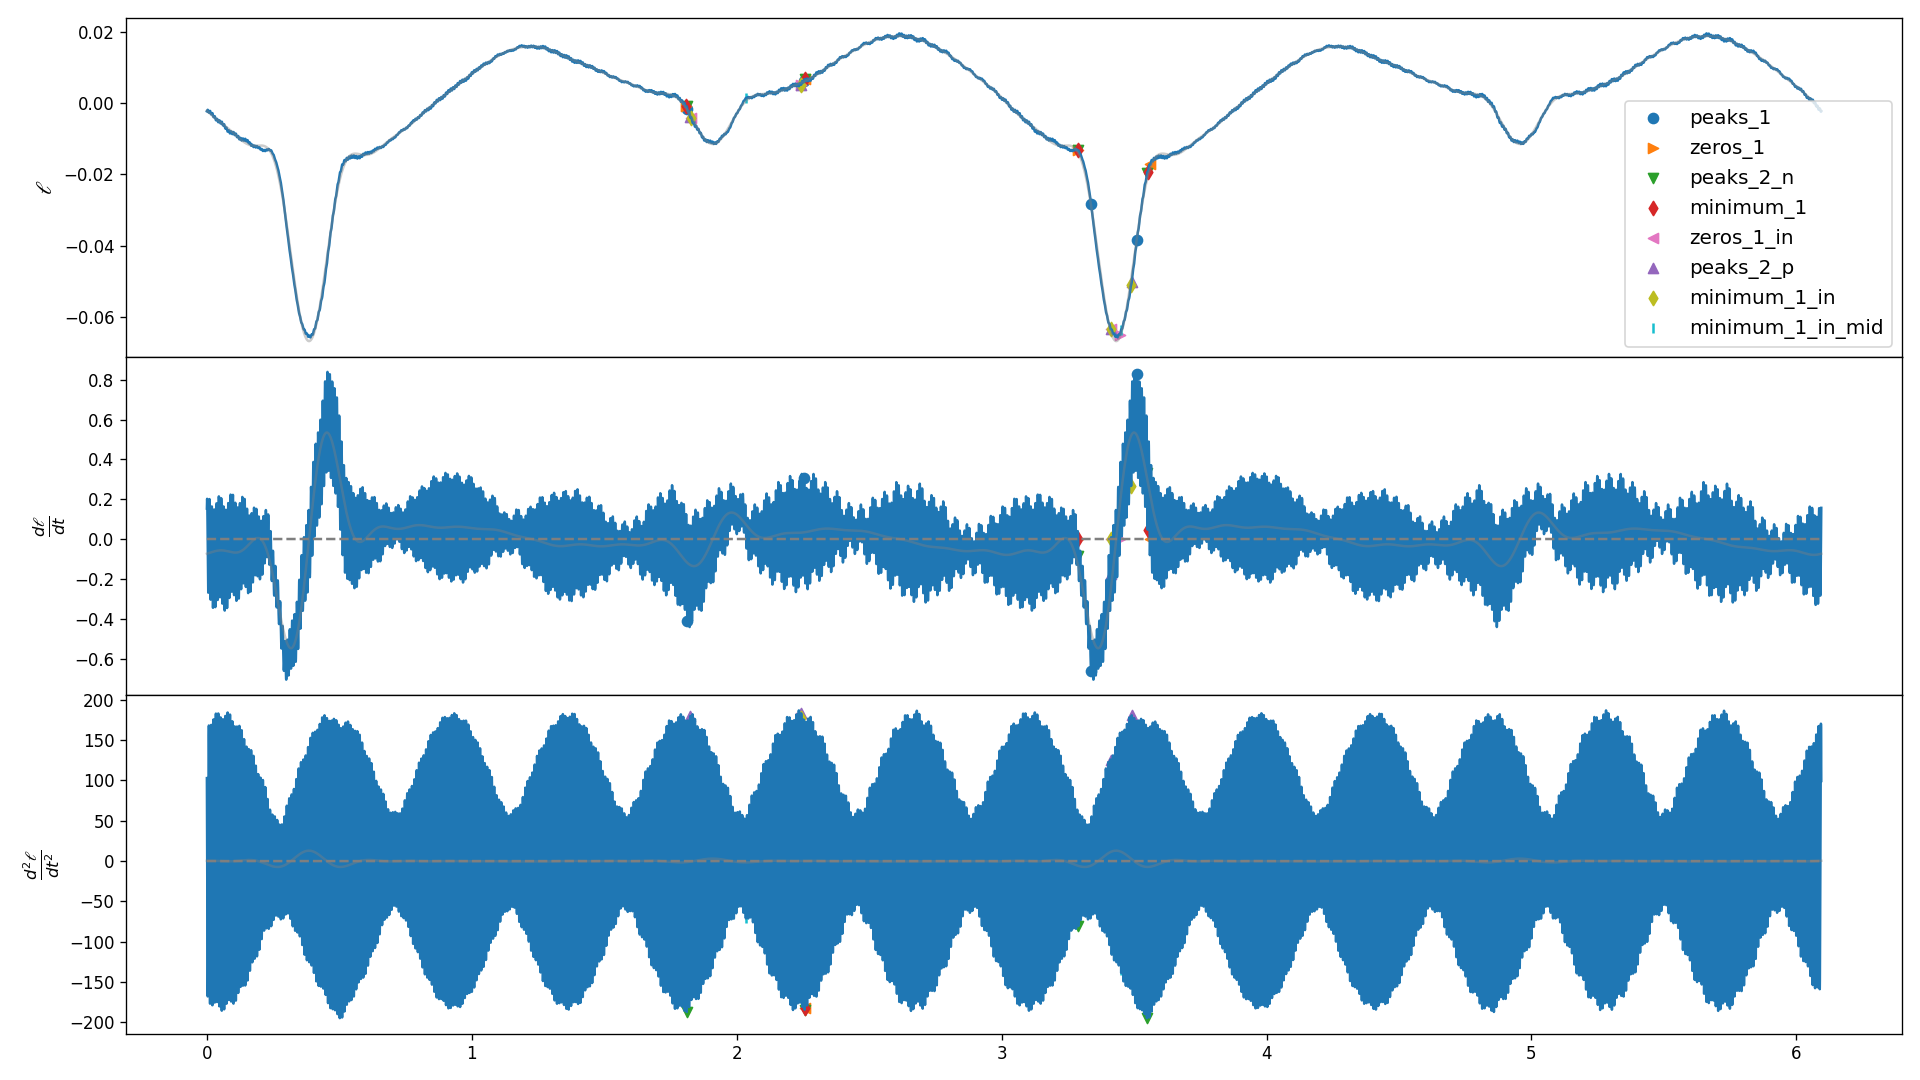 0.02
0.00
−0.02
−0.04
−0.06
ℓ
peaks_1
zeros_1
peaks_2_n
minimum_1
zeros_1_in
peaks_2_p
minimum_1_in
minimum_1_in_mid
0.8
0.6
0.4
0.2
0.0
−0.2
−0.4
−0.6
dℓ/dt
200
150
100
50
0
−50
−100
−150
−200
d²ℓ/dt²
0 1 2 3 4 5 6